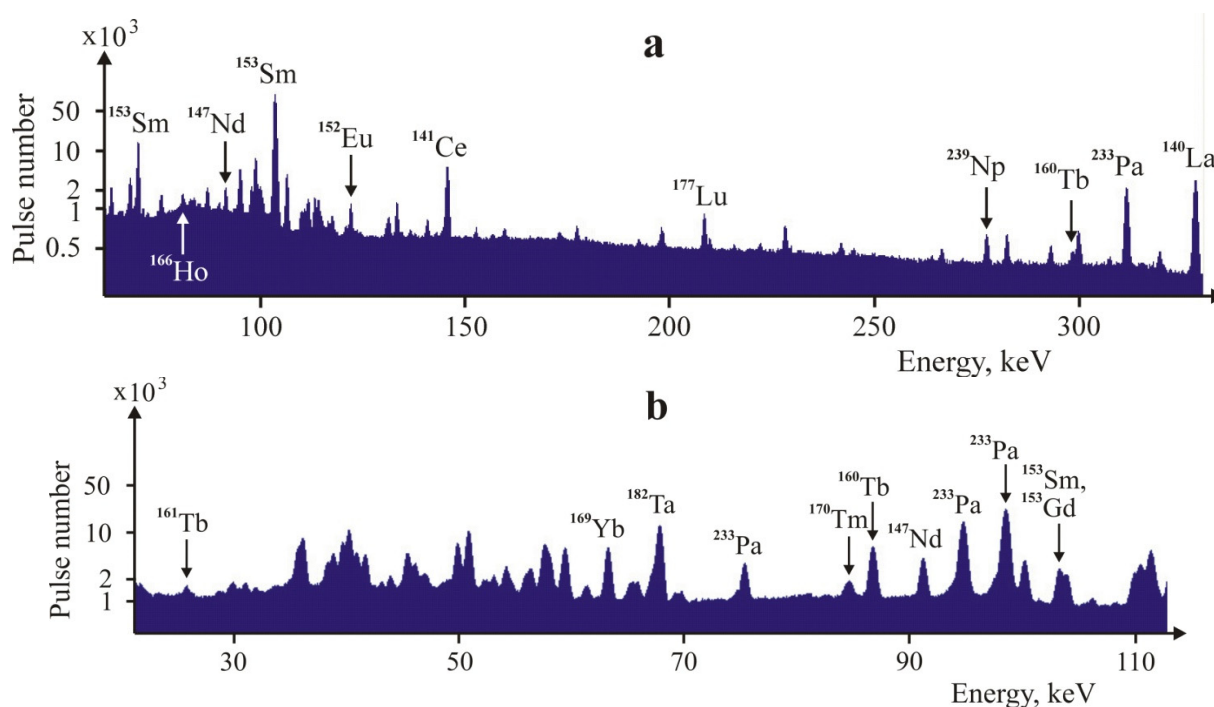 x10³
a
Pulse number
50
10
2
1
0.5
¹⁵³Sm
¹⁴⁷Nd
¹⁵³Sm
¹⁵²Eu
¹⁴¹Ce
¹⁷⁷Lu
²³⁹Np
¹⁶⁰Tb
²³³Pa
¹⁴⁰La
¹⁶⁶Ho
100
150
200
250
300
Energy, keV
x10³
b
Pulse number
50
10
2
1
¹⁶¹Tb
¹⁶⁹Yb
¹⁸²Ta
²³³Pa
¹⁷⁰Tm
¹⁶⁰Tb
¹⁴⁷Nd
²³³Pa
²³³Pa
¹⁵³Sm,
¹⁵³Gd
30
50
70
90
110
Energy, keV